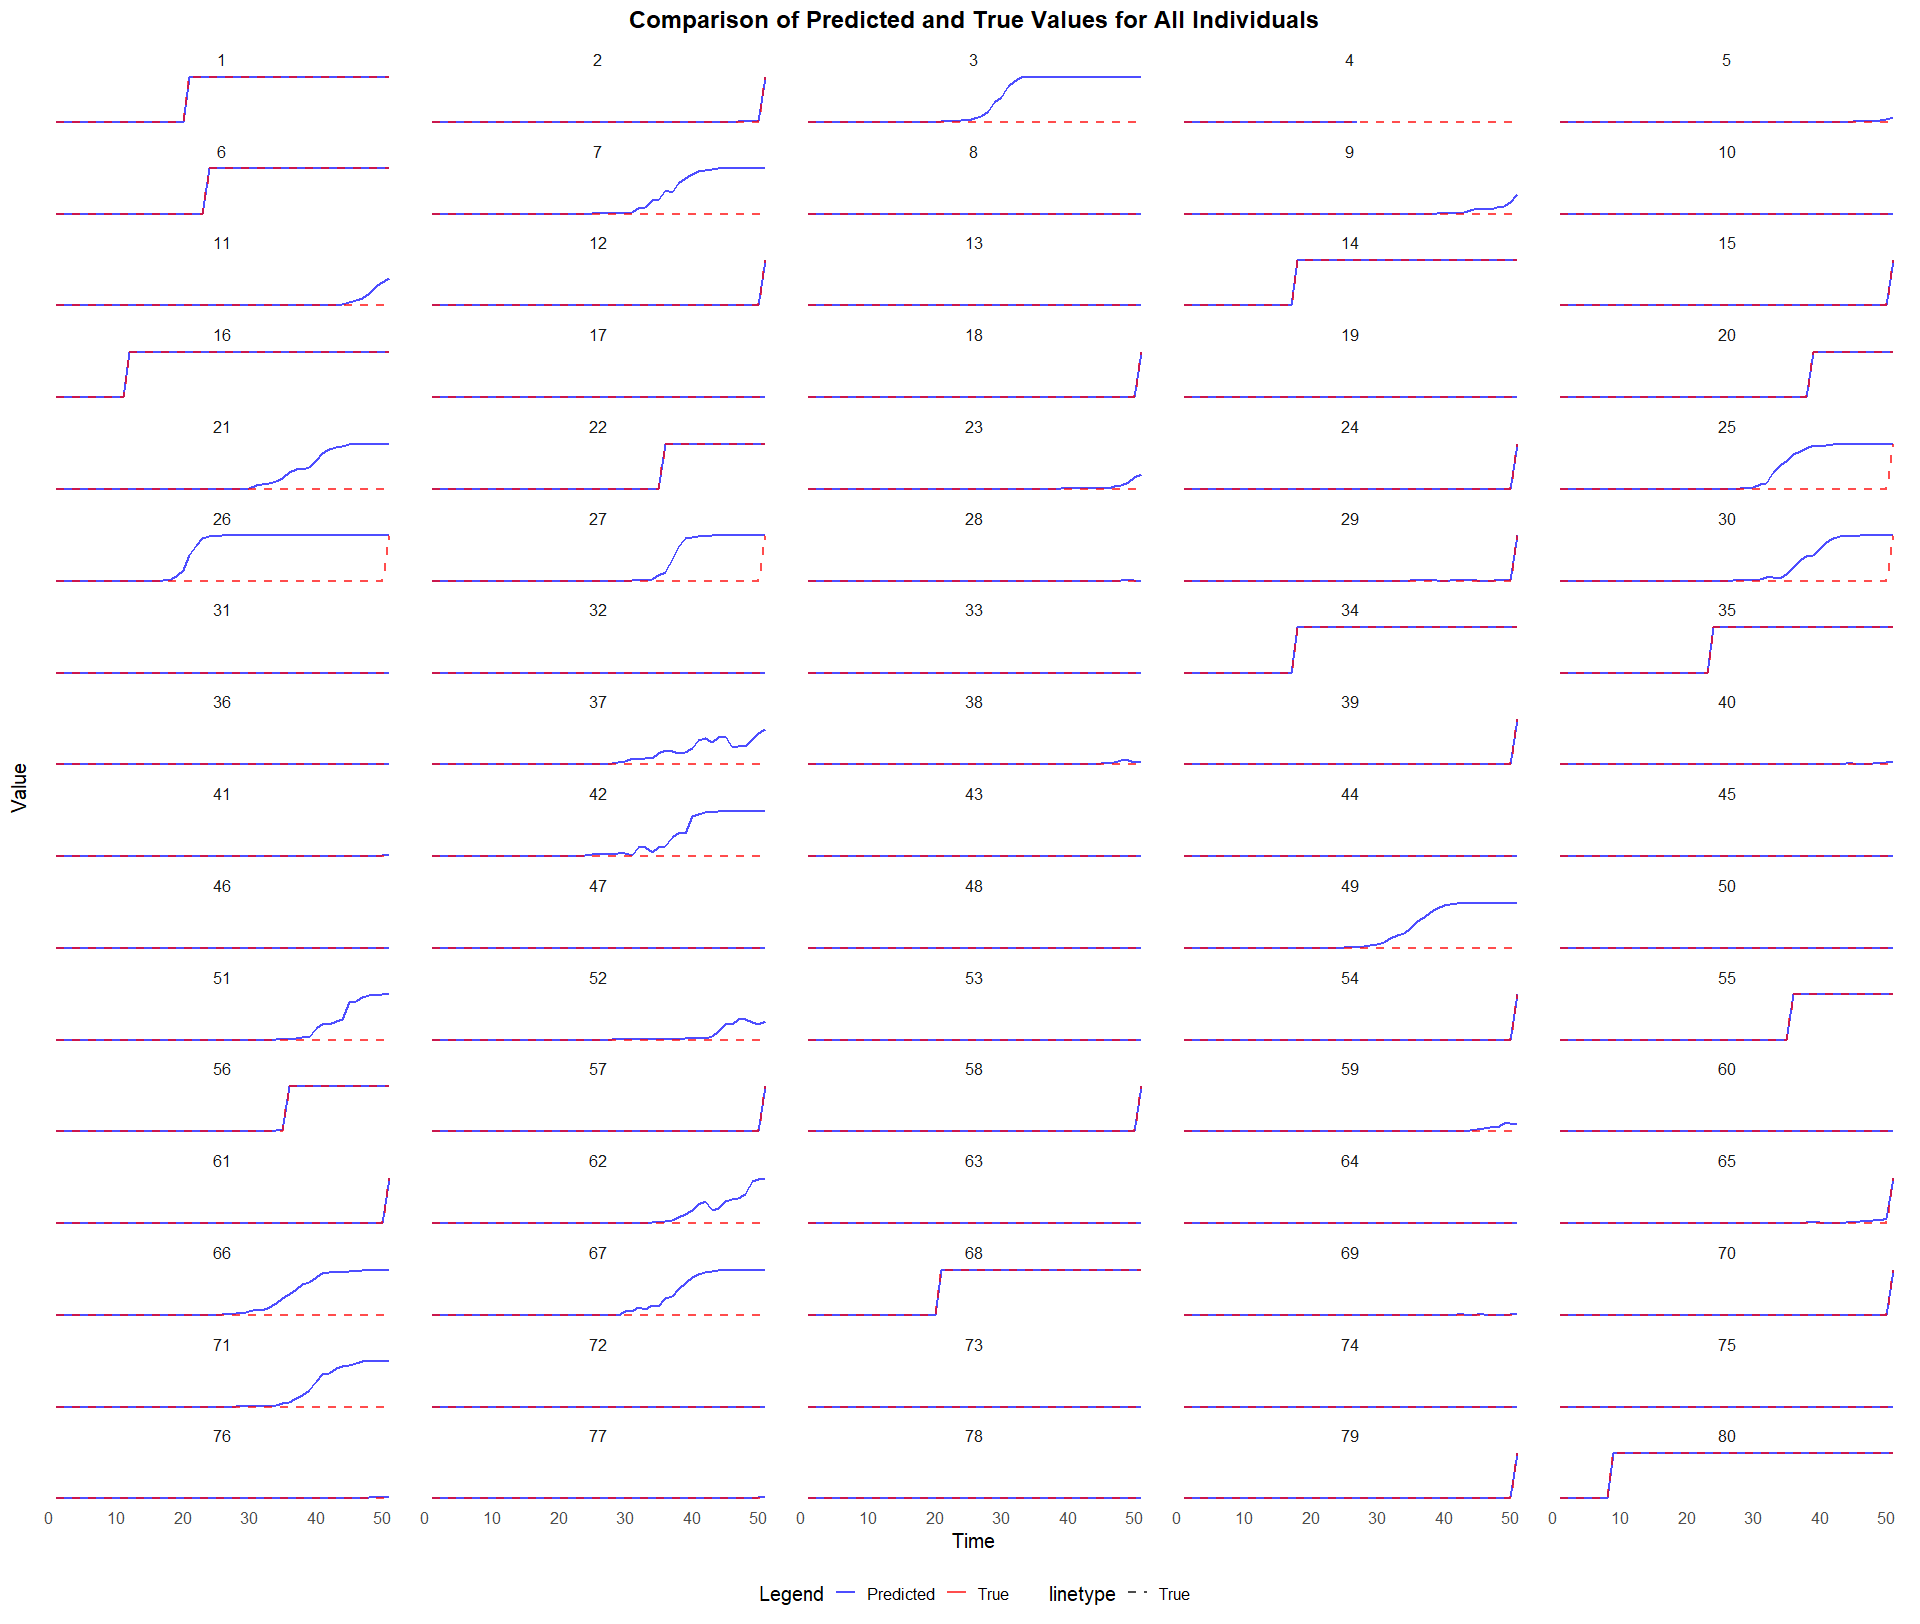 Comparison of Predicted and True Values for All Individuals
1 2 3 4 5
6 7 8 9 10
11 12 13 14 15
16 17 18 19 20
21 22 23 24 25
26 27 28 29 30
31 32 33 34 35
36 37 38 39 40
Value
41 42 43 44 45
46 47 48 49 50
51 52 53 54 55
56 57 58 59 60
61 62 63 64 65
66 67 68 69 70
71 72 73 74 75
76 77 78 79 80
0 10 20 30 40 50 0 10 20 30 40 50 0 10 20 30 40 50 0 10 20 30 40 50 0 10 20 30 40 50
Time
Legend Predicted True linetype True